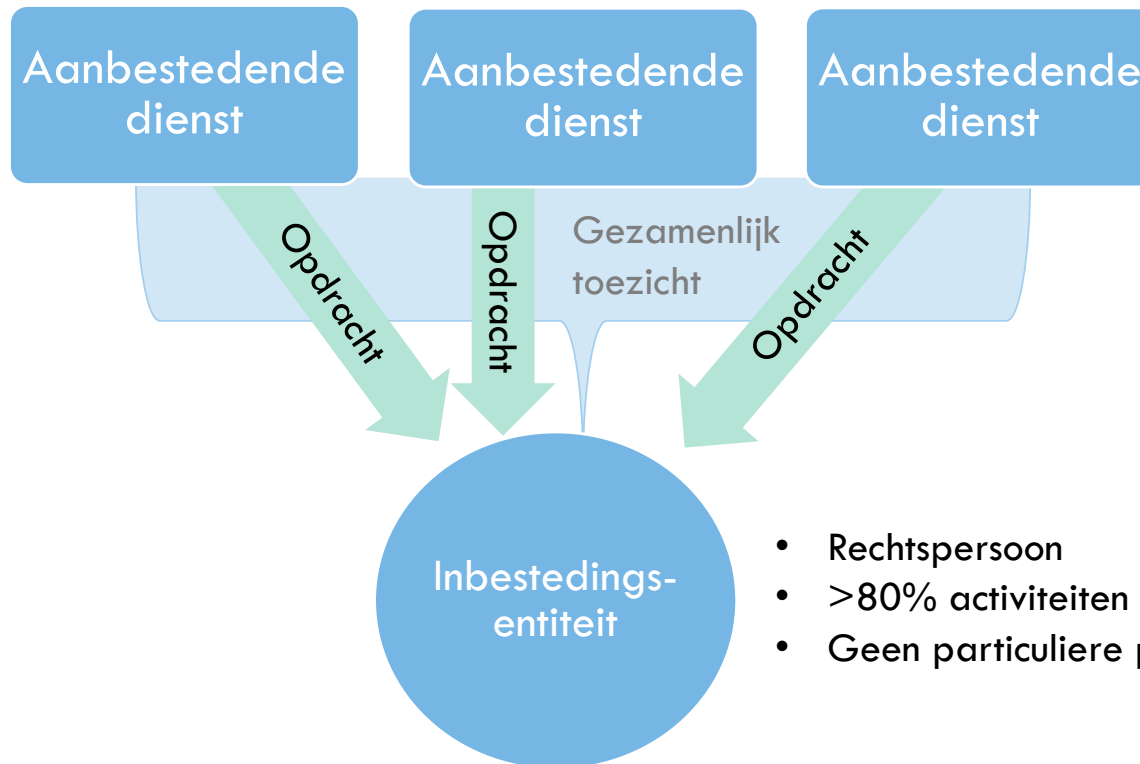 Aanbestedende
dienst
Aanbestedende
dienst
Aanbestedende
dienst
Opdracht
Opdracht
Gezamenlijk
toezicht
Opdracht
Inbestedings-
entiteit
• Rechtspersoon
• >80% activiteiten
• Geen particuliere